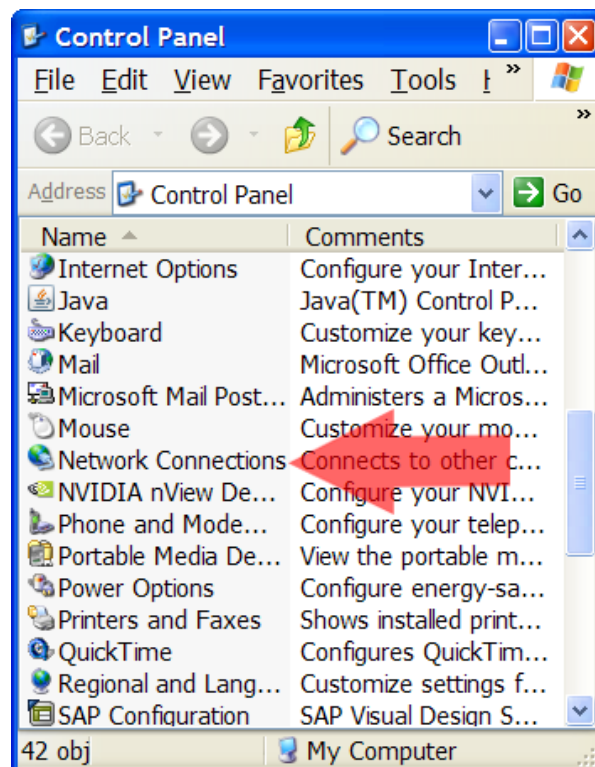 Control Panel
File Edit View Favorites Tools H »
Back Search »
Address Control Panel Go
Name Comments
Internet Options Configure your Inter...
Java Java(TM) Control P...
Keyboard Customize your key...
Mail Microsoft Office Outl...
Microsoft Mail Post... Administers a Micros...
Mouse Customize your mo...
Network Connections Connects to other c...
NVIDIA nView De... Configure your NVI...
Phone and Mode... Configure your telep...
Portable Media De... View the portable m...
Power Options Configure energy-sa...
Printers and Faxes Shows installed print...
QuickTime Configures QuickTim...
Regional and Lang... Customize settings f...
SAP Configuration SAP Visual Design S...
42 obj My Computer